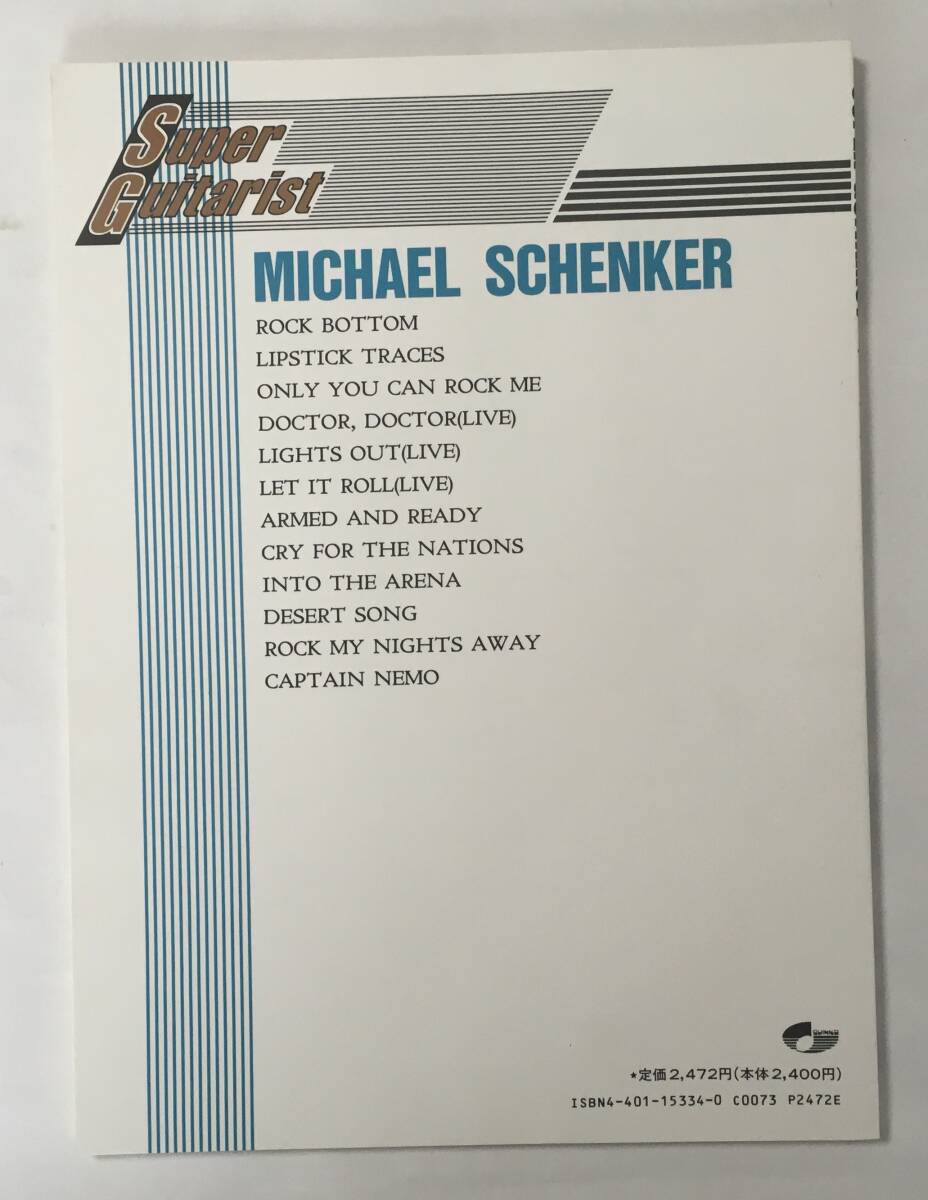 Super
Guitarist
MICHAEL SCHENKER
ROCK BOTTOM
LIPSTICK TRACES
ONLY YOU CAN ROCK ME
DOCTOR, DOCTOR(LIVE)
LIGHTS OUT(LIVE)
LET IT ROLL(LIVE)
ARMED AND READY
CRY FOR THE NATIONS
INTO THE ARENA
DESERT SONG
ROCK MY NIGHTS AWAY
CAPTAIN NEMO
★定価2,472円(本体2,400円)
ISBN4-401-15334-0 C0073 P2472E